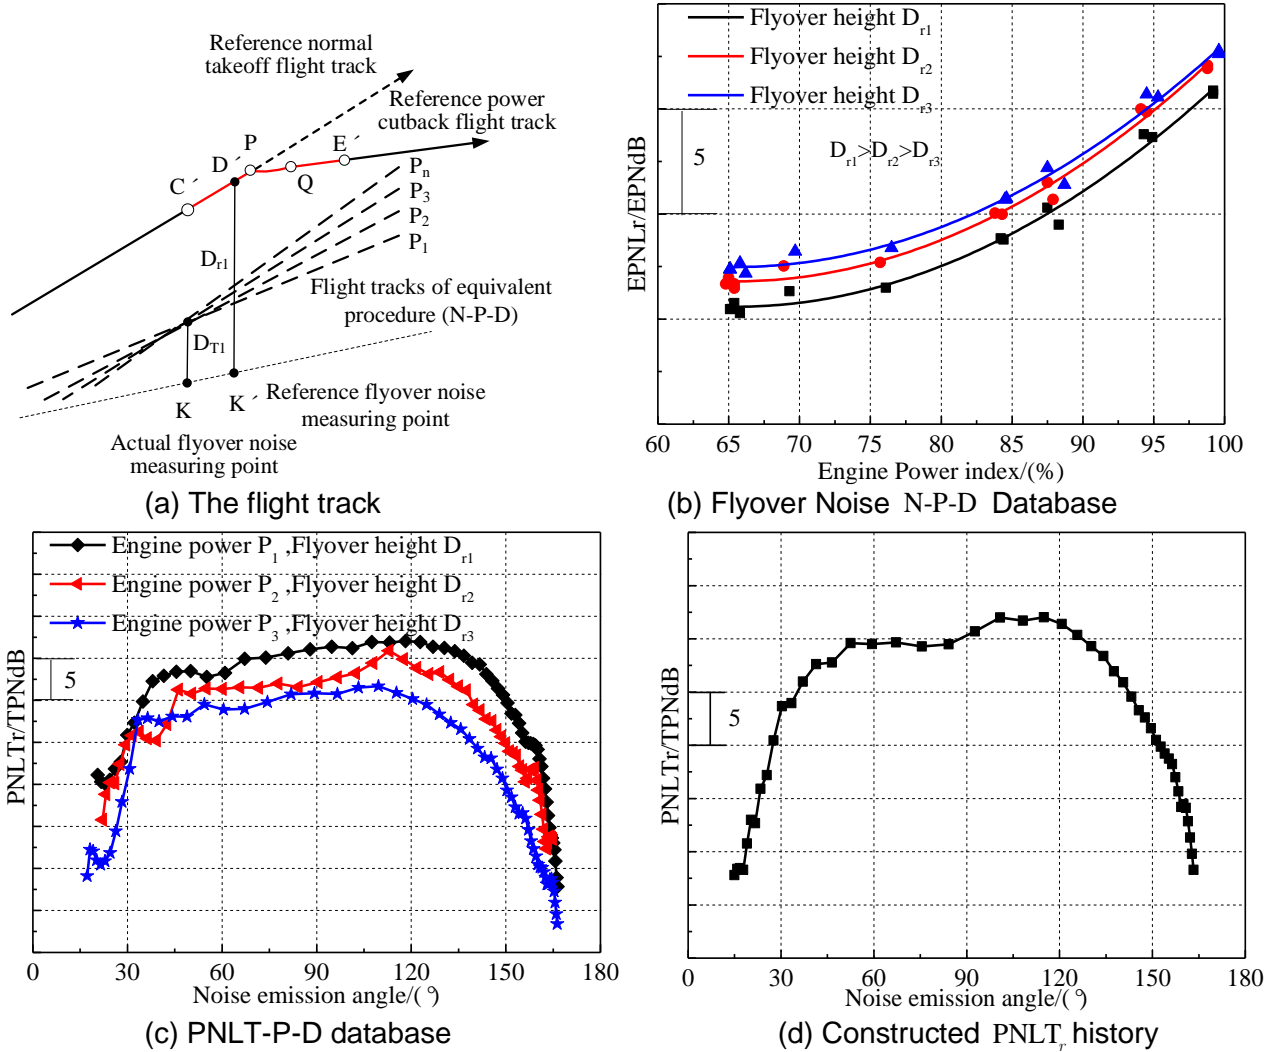 Reference normal
takeoff flight track
Reference power
cutback flight track
P
E
D
C
Q
Pn
P3
P2
P1
Dr1
Flight tracks of equivalent
procedure (N-P-D)
DT1
K
K
Reference flyover noise
measuring point
Actual flyover noise
measuring point
(a) The flight track
Flyover height Dr1
Flyover height Dr2
Flyover height Dr3
5
Dr1>Dr2>Dr3
EPNLr/EPNdB
60 65 70 75 80 85 90 95 100
Engine Power index/(%)
(b) Flyover Noise N-P-D Database
Engine power P1 ,Flyover height Dr1
Engine power P2 ,Flyover height Dr2
Engine power P3 ,Flyover height Dr3
5
PNLTr/TPNdB
0 30 60 90 120 150 180
Noise emission angle/(°)
(c) PNLT-P-D database
5
PNLTr/TPNdB
0 30 60 90 120 150 180
Noise emission angle/(°)
(d) Constructed PNLTr history